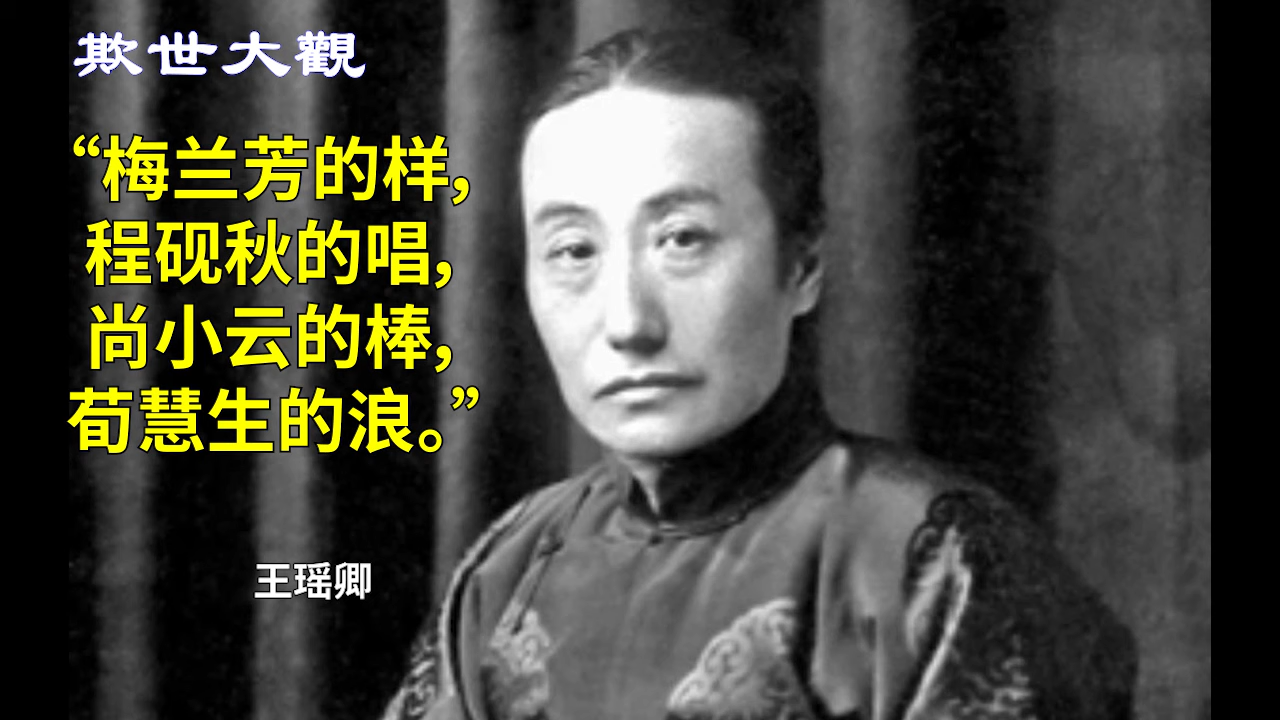 欺世大觀
“梅兰芳的样，
程砚秋的唱，
尚小云的棒，
荀慧生的浪。”
王瑶卿